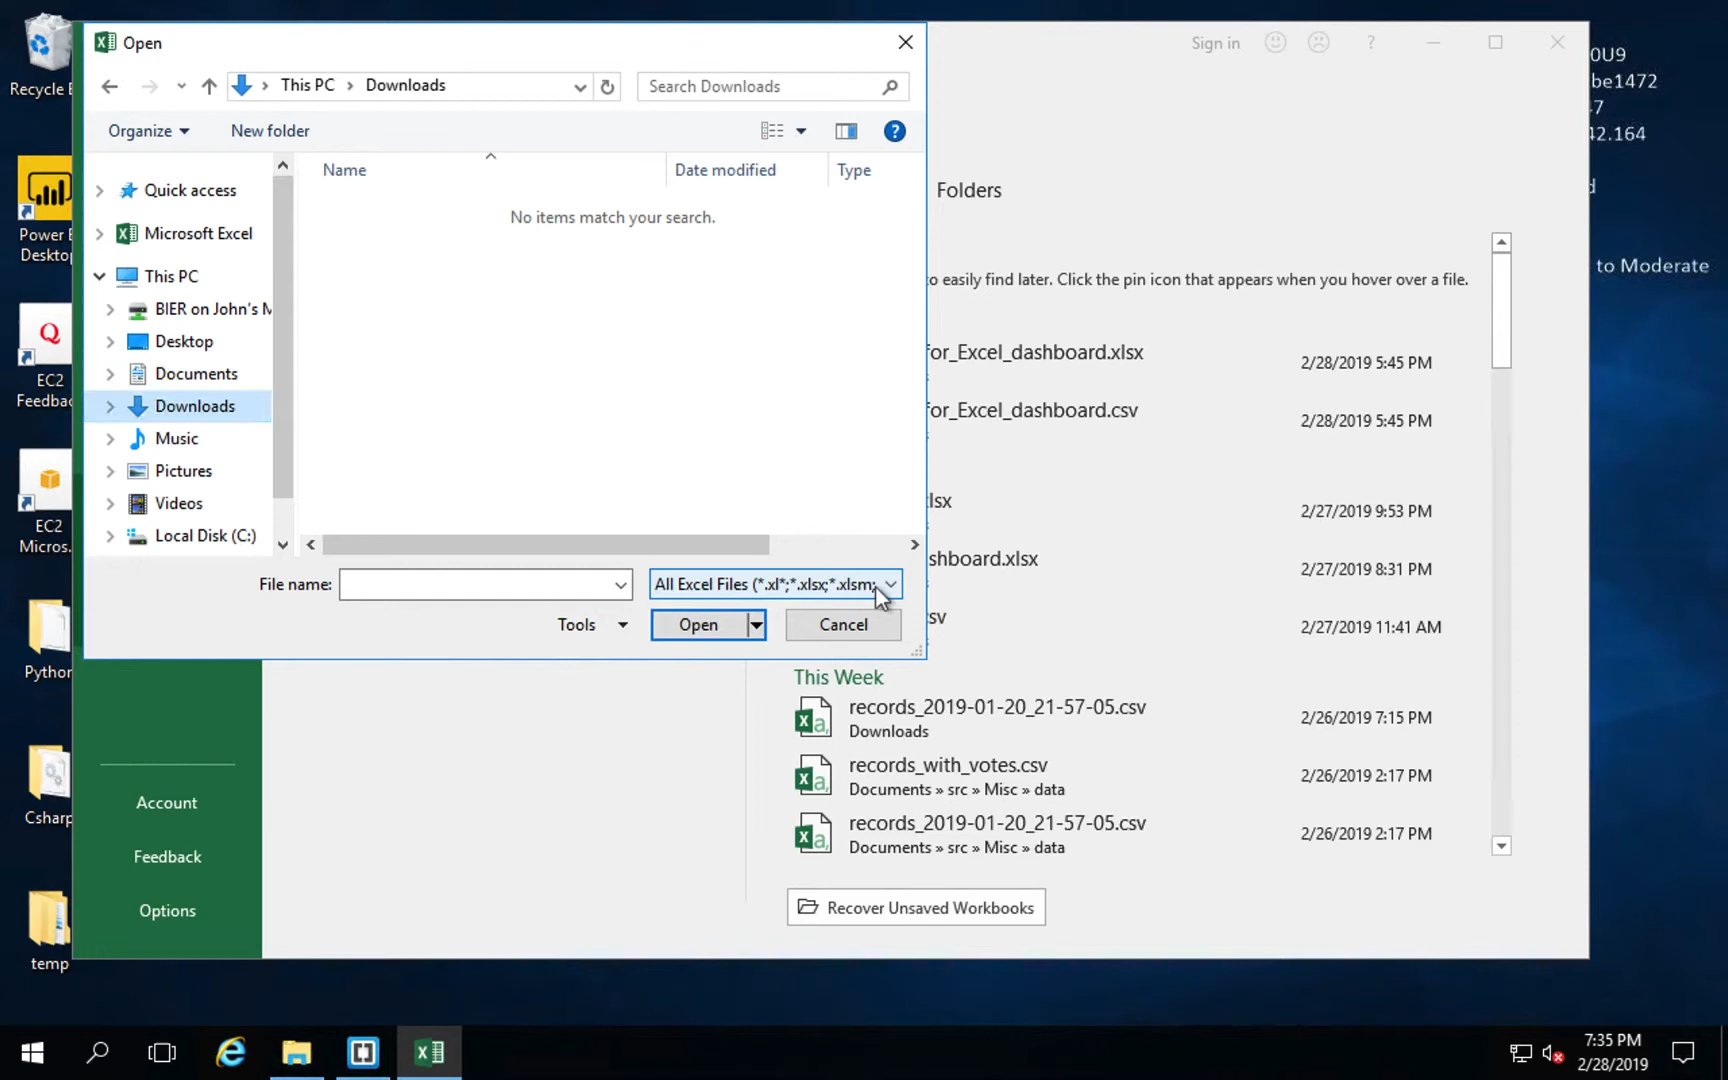 Recycle
Power
Desktop
EC2
Feedbac
EC2
Micros.
Python
Csharp
temp
Open
This PC
Downloads
Search Downloads
Organize
New folder
Name
Date modified
Type
No items match your search.
Quick access
Microsoft Excel
This PC
BIER on John's M
Desktop
Documents
Downloads
Music
Pictures
Videos
Local Disk (C:)
File name:
All Excel Files (*.xl*;*.xlsx;*.xlsm;
Tools
Open
Cancel
Sign in
?
Folders
to easily find later. Click the pin icon that appears when you hover over a file.
for_Excel_dashboard.xlsx
2/28/2019 5:45 PM
for_Excel_dashboard.csv
2/28/2019 5:45 PM
lsx
2/27/2019 9:53 PM
shboard.xlsx
2/27/2019 8:31 PM
sv
2/27/2019 11:41 AM
This Week
records_2019-01-20_21-57-05.csv
Downloads
2/26/2019 7:15 PM
records_with_votes.csv
Documents » src » Misc » data
2/26/2019 2:17 PM
records_2019-01-20_21-57-05.csv
Documents » src » Misc » data
2/26/2019 2:17 PM
Recover Unsaved Workbooks
Account
Feedback
Options
0U9
be1472
47
42.164
d
to Moderate
7:35 PM
2/28/2019